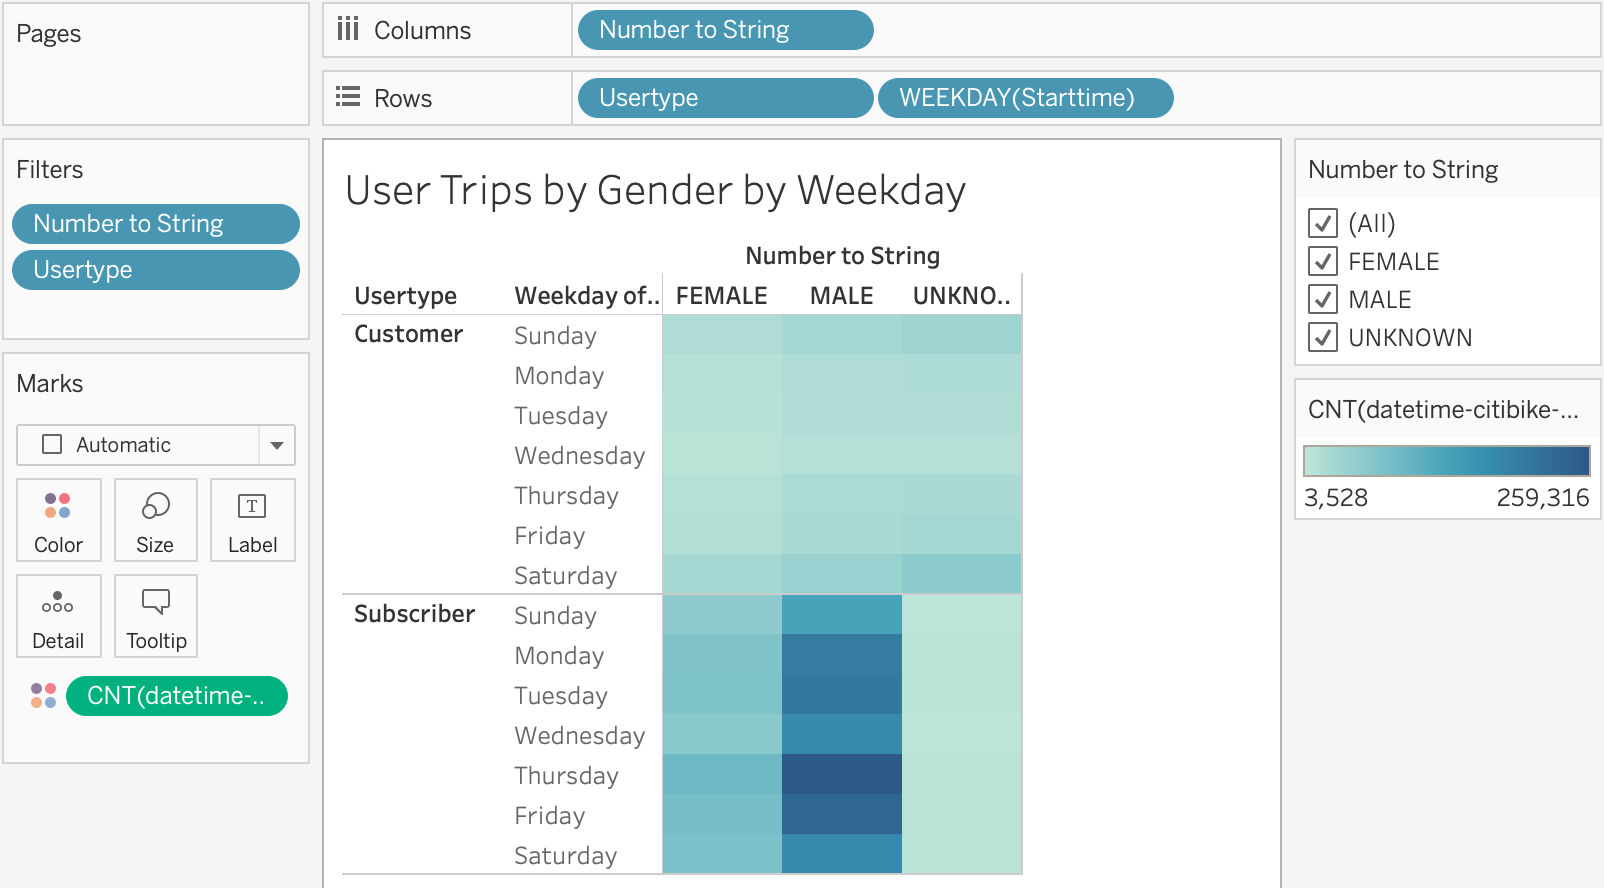 Pages
Columns
Number to String
Rows
Usertype
WEEKDAY(Starttime)
Filters
Number to String
Usertype
Marks
Automatic
Color
Size
T
Label
Detail
Tooltip
CNT(datetime-..
User Trips by Gender by Weekday
Number to String
Usertype Weekday of.. FEMALE MALE UNKNO..
Customer Sunday
Monday
Tuesday
Wednesday
Thursday
Friday
Saturday
Subscriber Sunday
Monday
Tuesday
Wednesday
Thursday
Friday
Saturday
Number to String
(All)
FEMALE
MALE
UNKNOWN
CNT(datetime-citibike-...
3,528 259,316